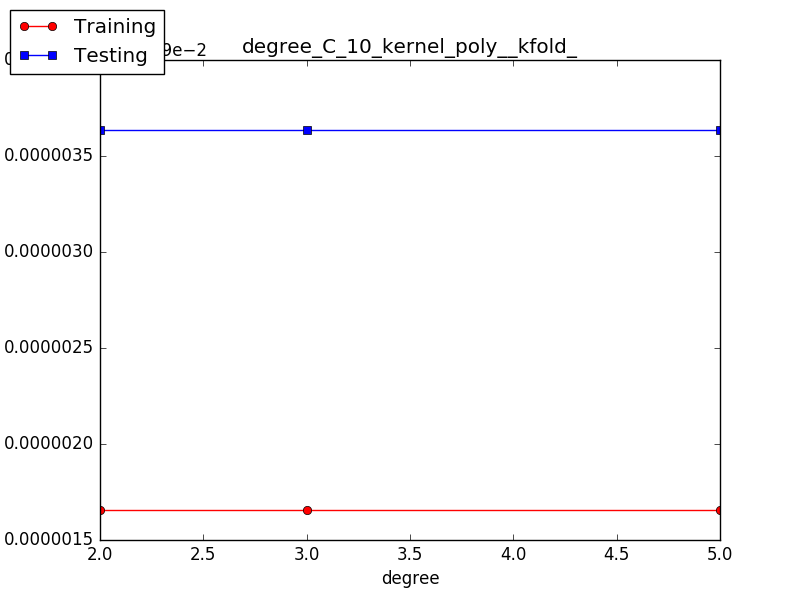 Training
Testing
9e−2
degree_C_10_kernel_poly__kfold_
0.0000035
0.0000030
0.0000025
0.0000020
0.0000015
2.0 2.5 3.0 3.5 4.0 4.5 5.0
degree